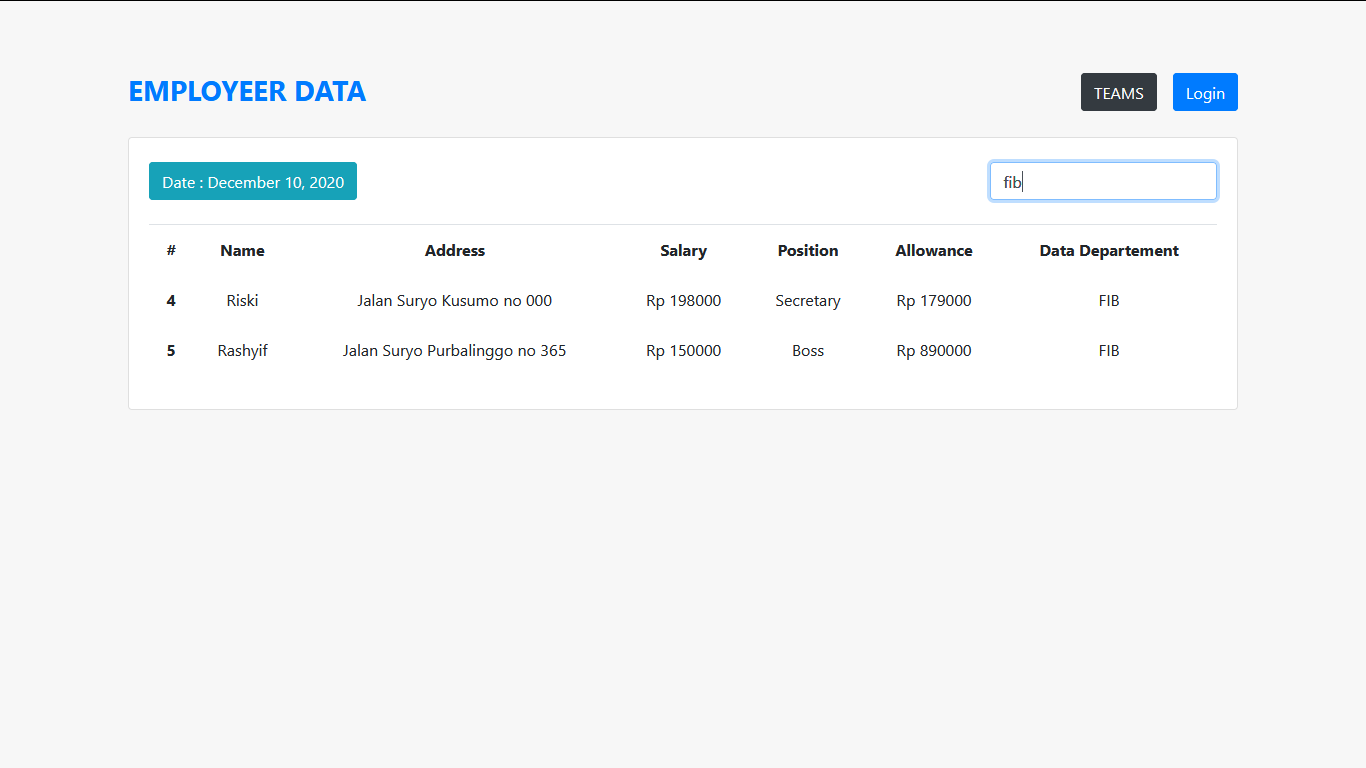 EMPLOYEER DATA TEAMS Login
Date : December 10, 2020 fib
# Name Address Salary Position Allowance Data Departement
4 Riski Jalan Suryo Kusumo no 000 Rp 198000 Secretary Rp 179000 FIB
5 Rashyif Jalan Suryo Purbalinggo no 365 Rp 150000 Boss Rp 890000 FIB